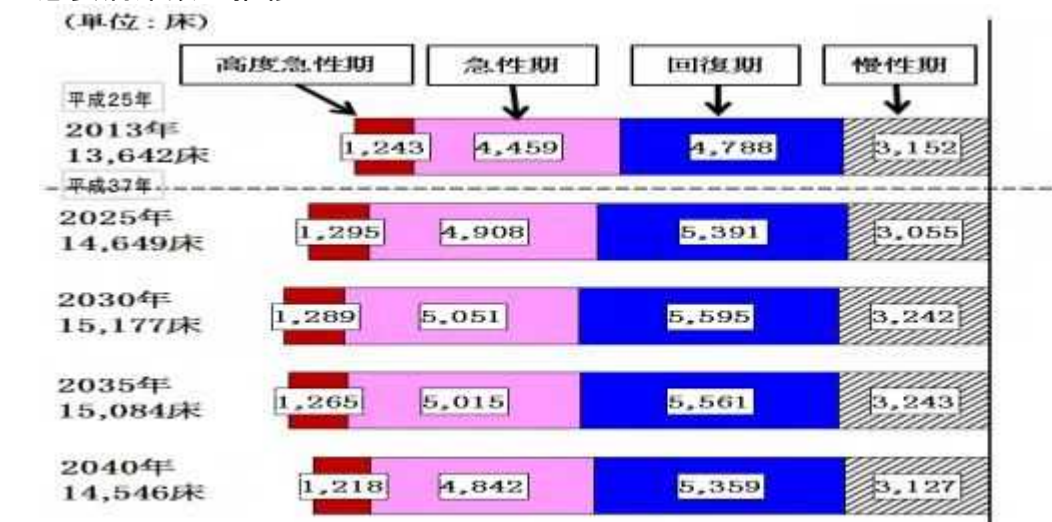 (単位：床)
高度急性期 急性期 回復期 慢性期
平成25年
2013年
13,642床
1,243 4,459 4,788 3,152
平成37年
2025年
14,649床
1,295 4,908 5,391 3,055
2030年
15,177床
1,289 5,051 5,595 3,242
2035年
15,084床
1,265 5,015 5,561 3,243
2040年
14,546床
1,218 4,842 5,359 3,127